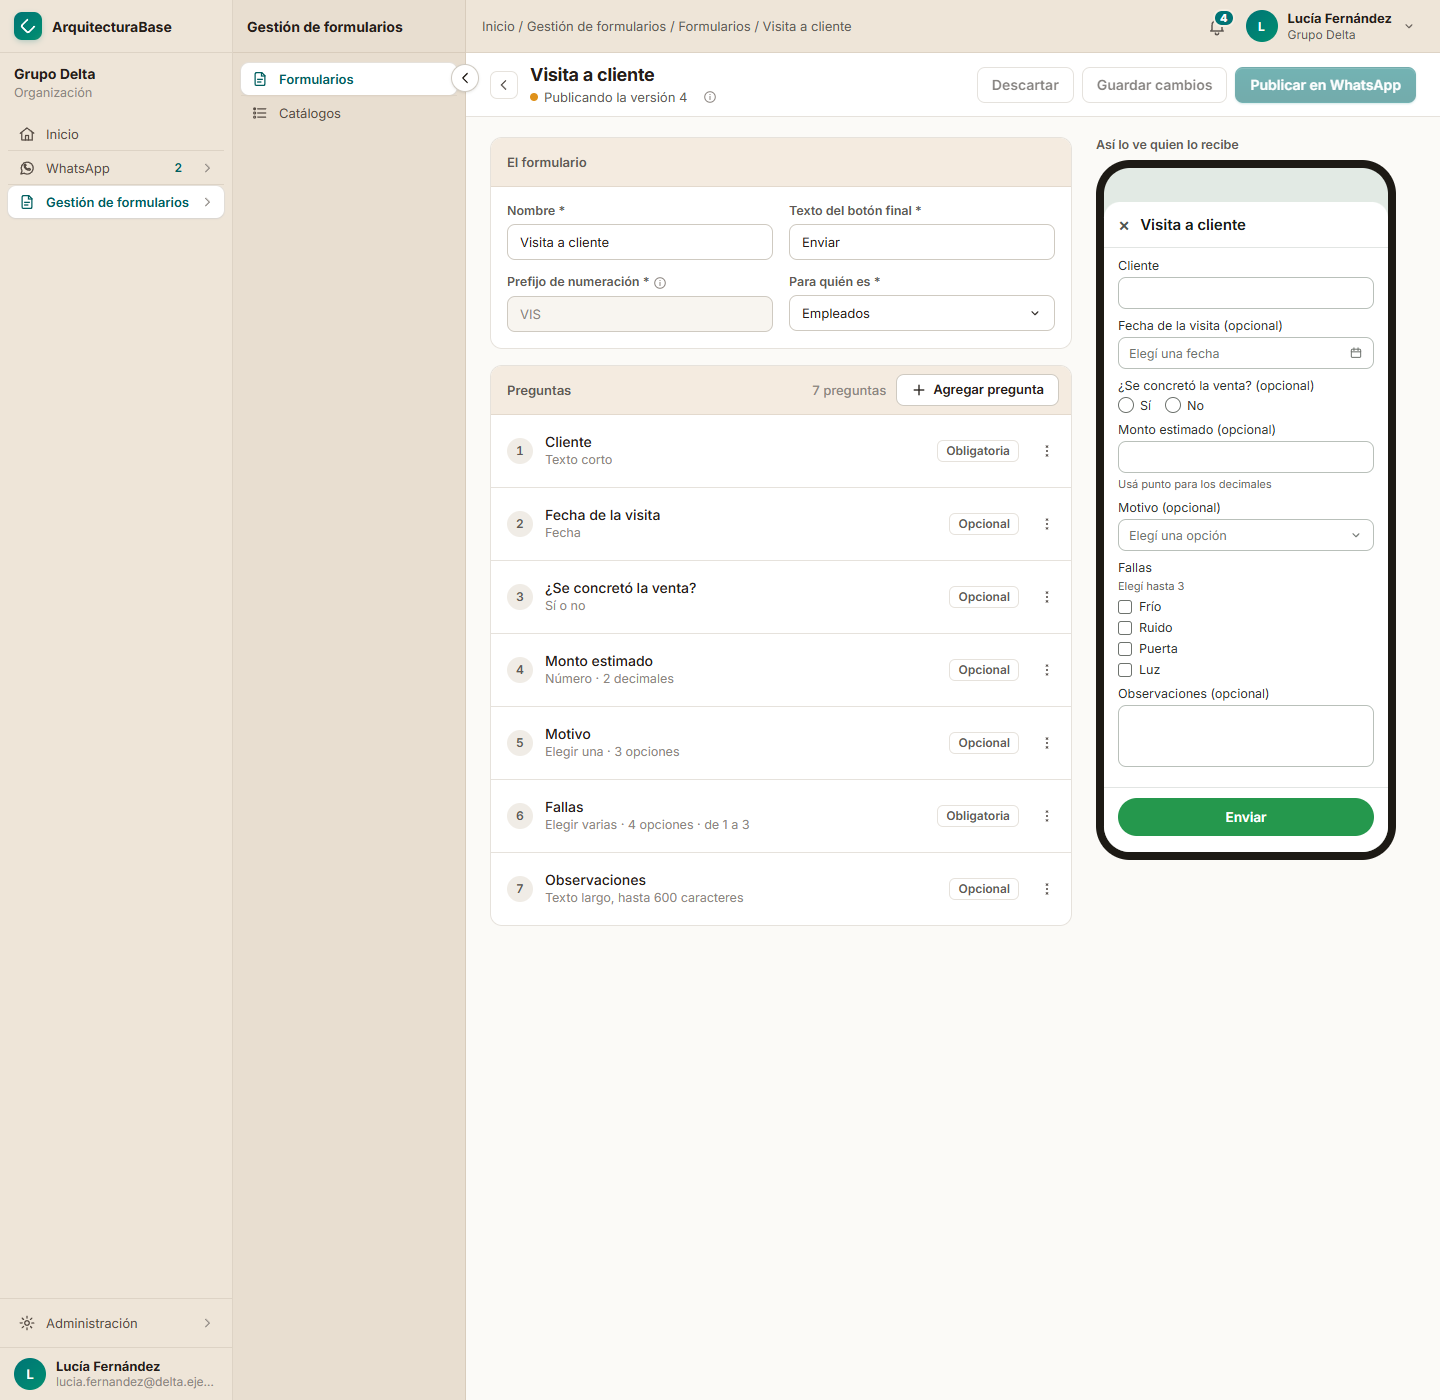 ArquitecturaBase
Grupo Delta
Organización
Inicio
WhatsApp 2
Gestión de formularios
Administración
L
Lucía Fernández
lucia.fernandez@delta.eje...
Gestión de formularios
Formularios
Catálogos
Inicio / Gestión de formularios / Formularios / Visita a cliente
4
L
Lucía Fernández
Grupo Delta
Visita a cliente
Publicando la versión 4
Descartar
Guardar cambios
Publicar en WhatsApp
El formulario
Nombre *
Visita a cliente
Texto del botón final *
Enviar
Prefijo de numeración *
VIS
Para quién es *
Empleados
Preguntas
7 preguntas
Agregar pregunta
1
Cliente
Texto corto
Obligatoria
2
Fecha de la visita
Fecha
Opcional
3
¿Se concretó la venta?
Sí o no
Opcional
4
Monto estimado
Número · 2 decimales
Opcional
5
Motivo
Elegir una · 3 opciones
Opcional
6
Fallas
Elegir varias · 4 opciones · de 1 a 3
Obligatoria
7
Observaciones
Texto largo, hasta 600 caracteres
Opcional
Así lo ve quien lo recibe
Visita a cliente
Cliente
Fecha de la visita (opcional)
Elegí una fecha
¿Se concretó la venta? (opcional)
Sí No
Monto estimado (opcional)
Usá punto para los decimales
Motivo (opcional)
Elegí una opción
Fallas
Elegí hasta 3
Frío
Ruido
Puerta
Luz
Observaciones (opcional)
Enviar